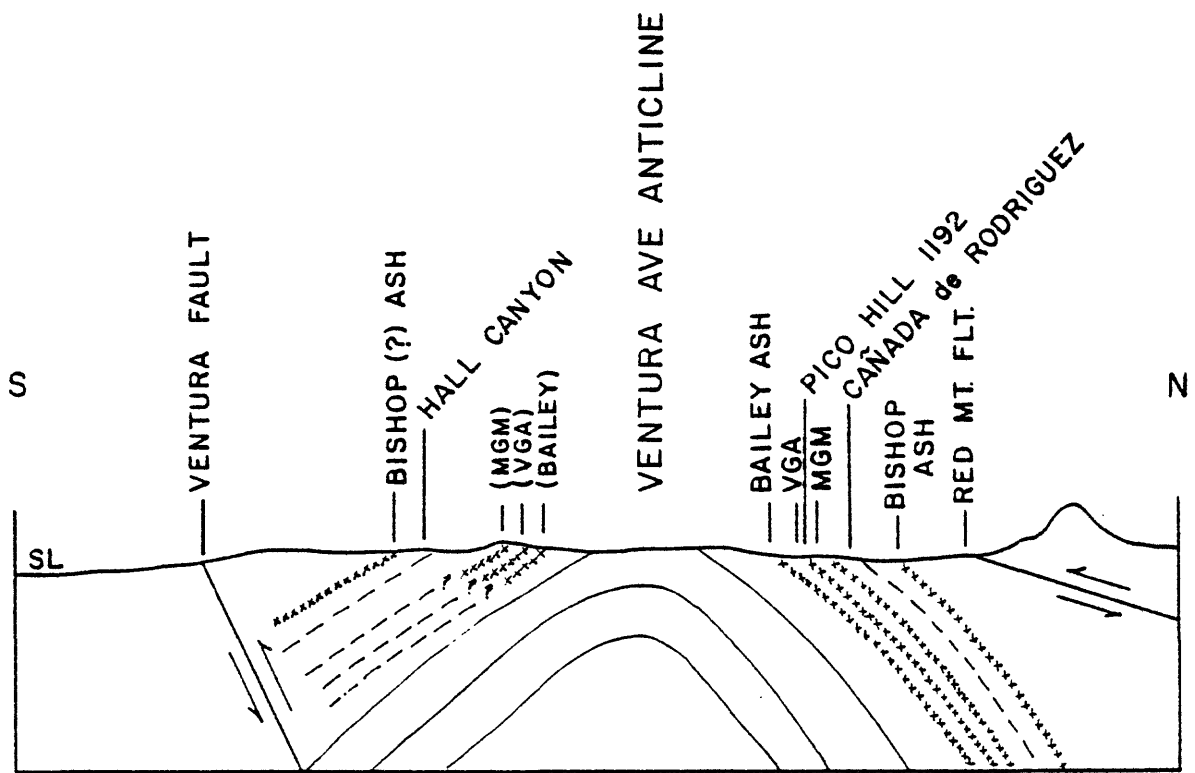 S
VENTURA FAULT
BISHOP (?) ASH
HALL CANYON
(MGM)
(VGA)
(BAILEY)
VENTURA AVE ANTICLINE
BAILEY ASH
VGA
PICO HILL 1192
MGM
CAÑADA de RODRIGUEZ
BISHOP
ASH
RED MT. FLT.
N
SL
?
?
?